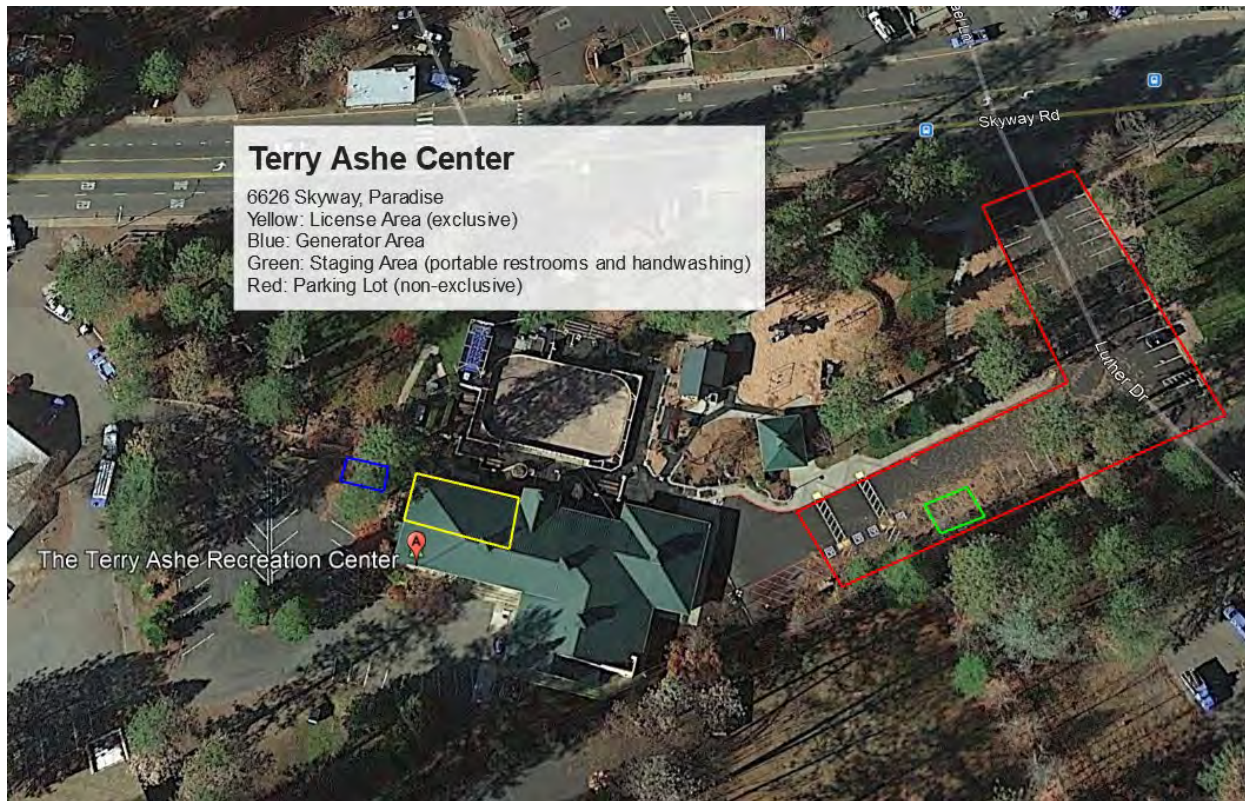 Skyway Rd
Terry Ashe Center
6626 Skyway, Paradise
Yellow: License Area (exclusive)
Blue: Generator Area
Green: Staging Area (portable restrooms and handwashing)
Red: Parking Lot (non-exclusive)
Luther Dr
A
The Terry Ashe Recreation Center